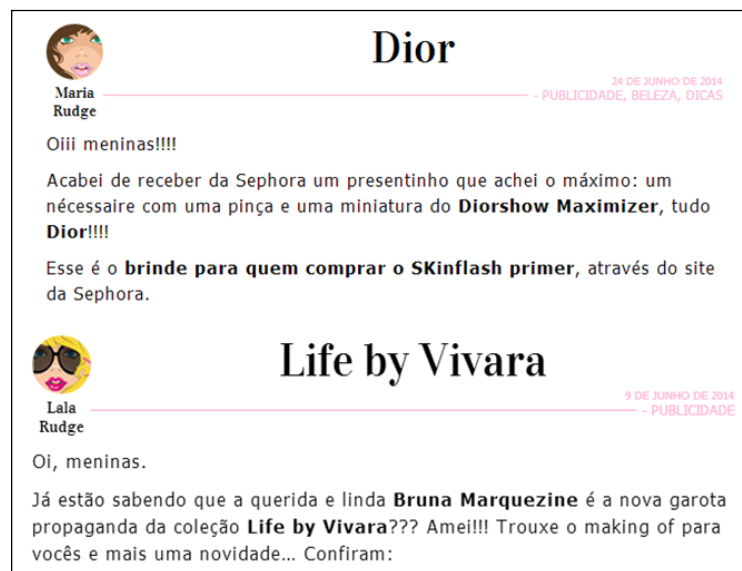 Dior
Maria
Rudge
24 DE JUNHO DE 2014
- PUBLICIDADE, BELEZA, DICAS
Oiii meninas!!!!
Acabei de receber da Sephora um presentinho que achei o máximo: um
nécessaire com uma pinça e uma miniatura do Diorshow Maximizer, tudo
Dior!!!!
Esse é o brinde para quem comprar o SKinflash primer, através do site
da Sephora.
Life by Vivara
Lala
Rudge
9 DE JUNHO DE 2014
- PUBLICIDADE
Oi, meninas.
Já estão sabendo que a querida e linda Bruna Marquezine é a nova garota
propaganda da coleção Life by Vivara??? Amei!!! Trouxe o making of para
vocês e mais uma novidade... Confiram: